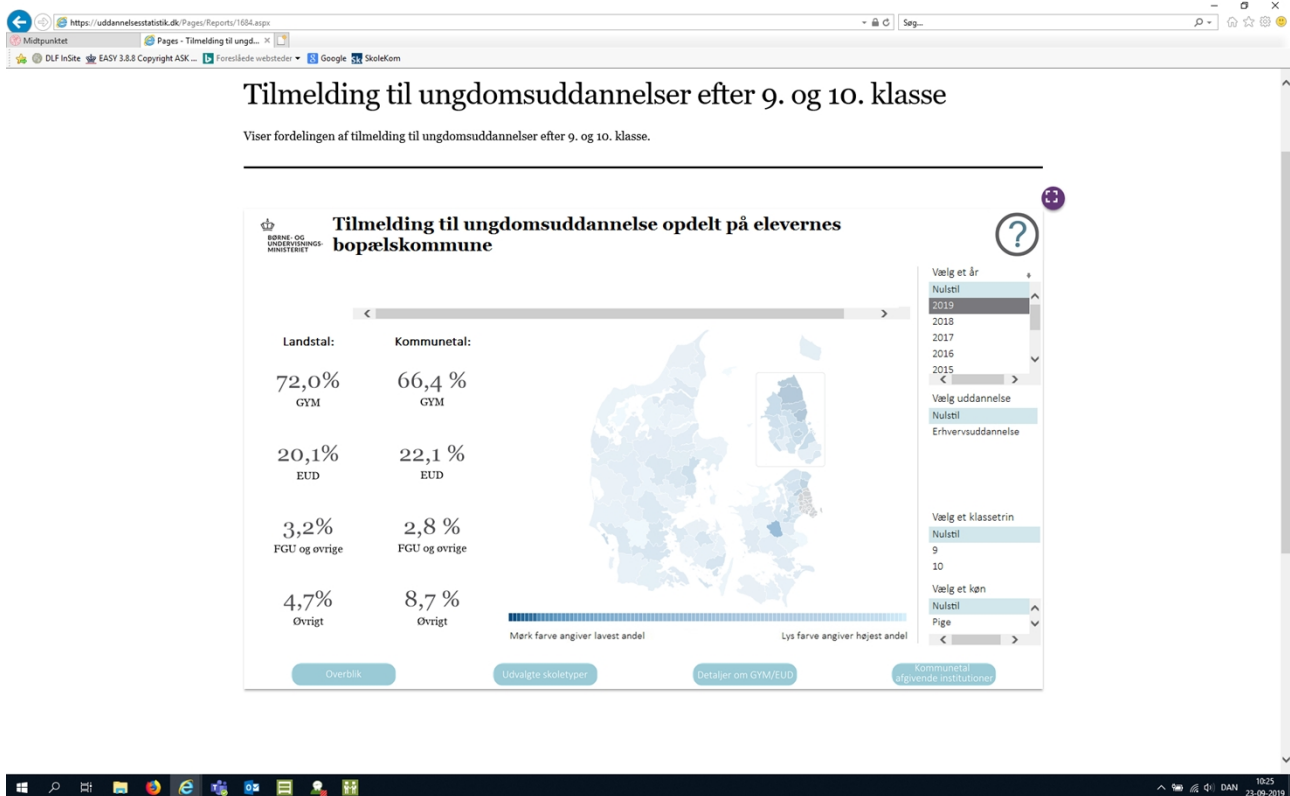 https://uddannelsesstatistik.dk/Pages/Reports/1684.aspx
Søg...
Midtpunktet
Pages - Tilmelding til ungd...
DLF InSite
EASY 3.8.8 Copyright ASK ...
Foreslåede websteder
Google
SkoleKom
Tilmelding til ungdomsuddannelser efter 9. og 10. klasse
Viser fordelingen af tilmelding til ungdomsuddannelser efter 9. og 10. klasse.
BØRNE- OG
UNDERVISNINGS-
MINISTERIET
Tilmelding til ungdomsuddannelse opdelt på elevernes
bopælskommune
?
Landstal:
Kommunetal:
72,0%
GYM
66,4 %
GYM
20,1%
EUD
22,1 %
EUD
3,2%
FGU og øvrige
2,8 %
FGU og øvrige
4,7%
Øvrigt
8,7 %
Øvrigt
Mørk farve angiver lavest andel
Lys farve angiver højest andel
Vælg et år
Nulstil
2019
2018
2017
2016
2015
Vælg uddannelse
Nulstil
Erhvervsuddannelse
Vælg et klassetrin
Nulstil
9
10
Vælg et køn
Nulstil
Pige
Overblik
Udvalgte skoletyper
Detaljer om GYM/EUD
Kommunetal
afgivende institutioner
DAN
10:25
23-09-2019